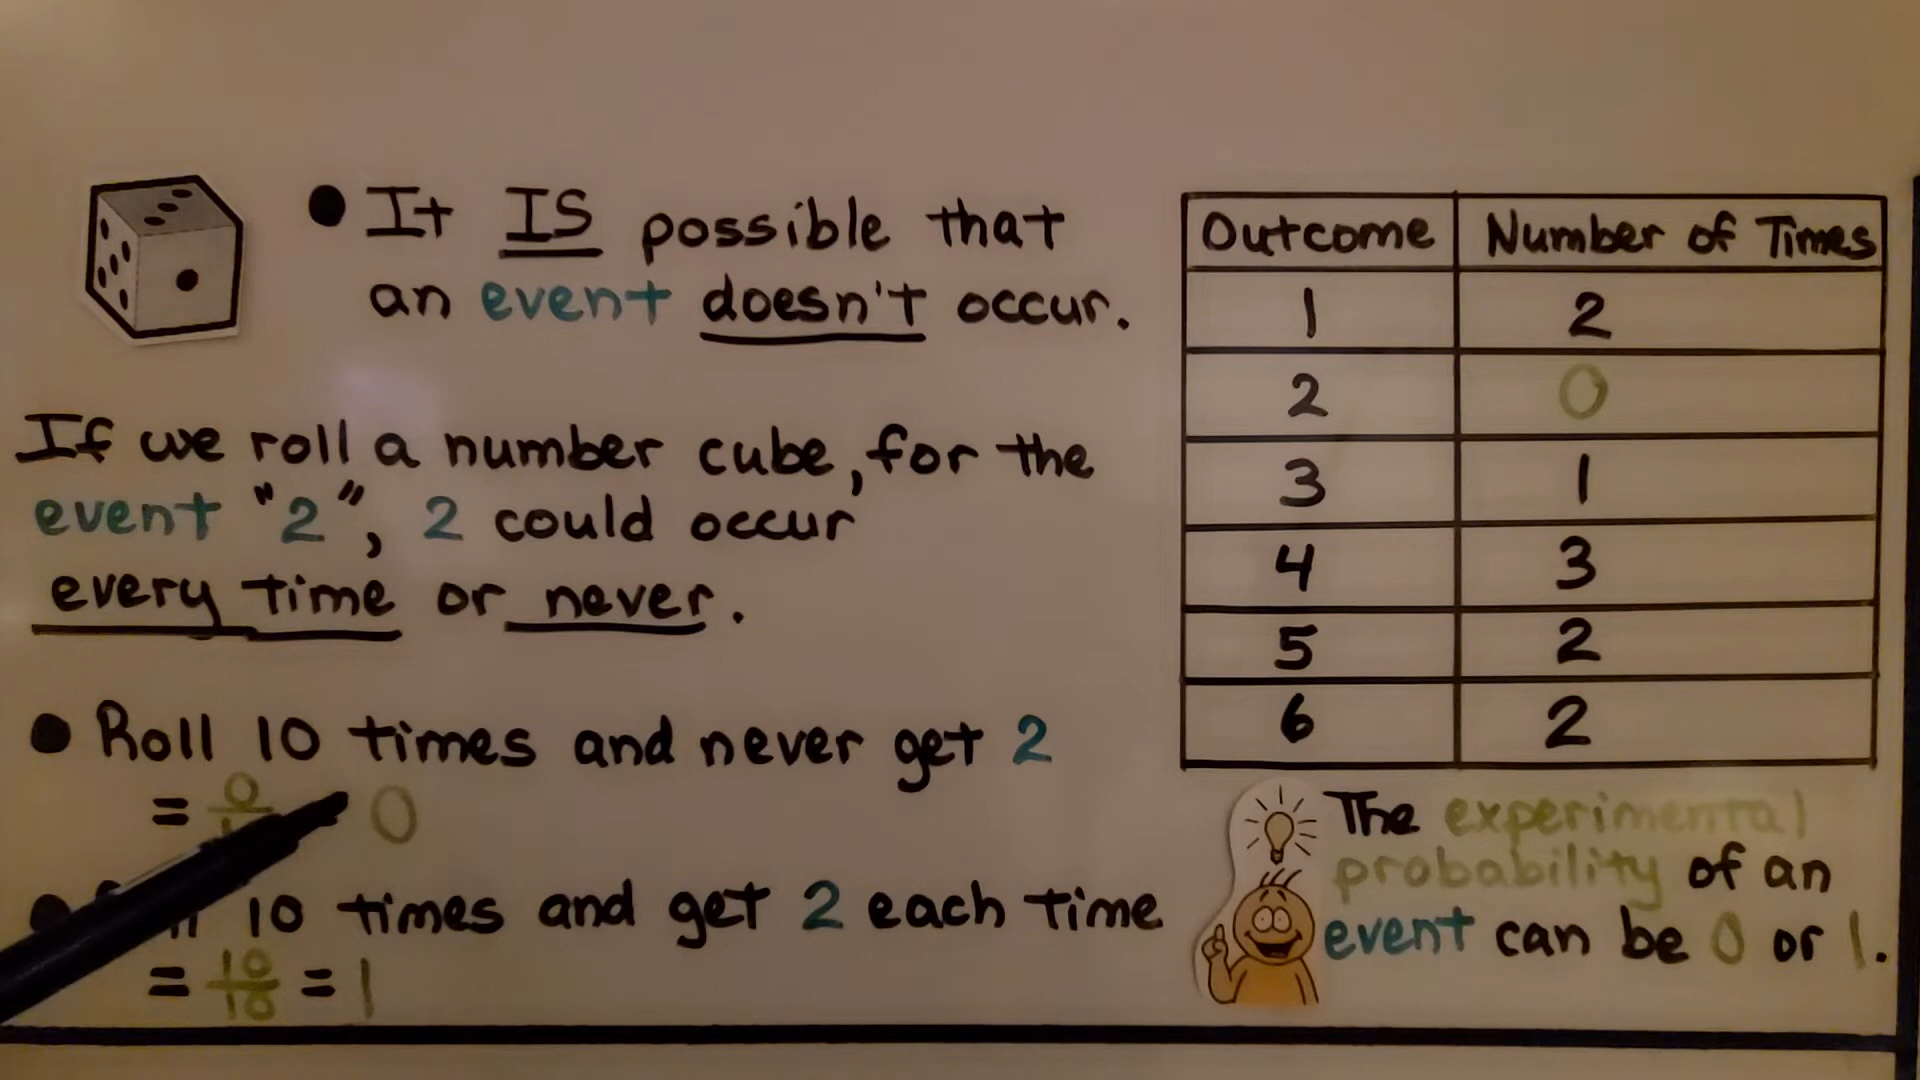 ● It IS possible that
an event doesn't occur.
If we roll a number cube, for the
event "2", 2 could occur
every time or never.
● Roll 10 times and never get 2
= 0 0
10 times and get 2 each time
= 10/10 = 1
Outcome Number of Times
1 2
2 0
3 1
4 3
5 2
6 2
The experimental
probability of an
event can be 0 or 1.